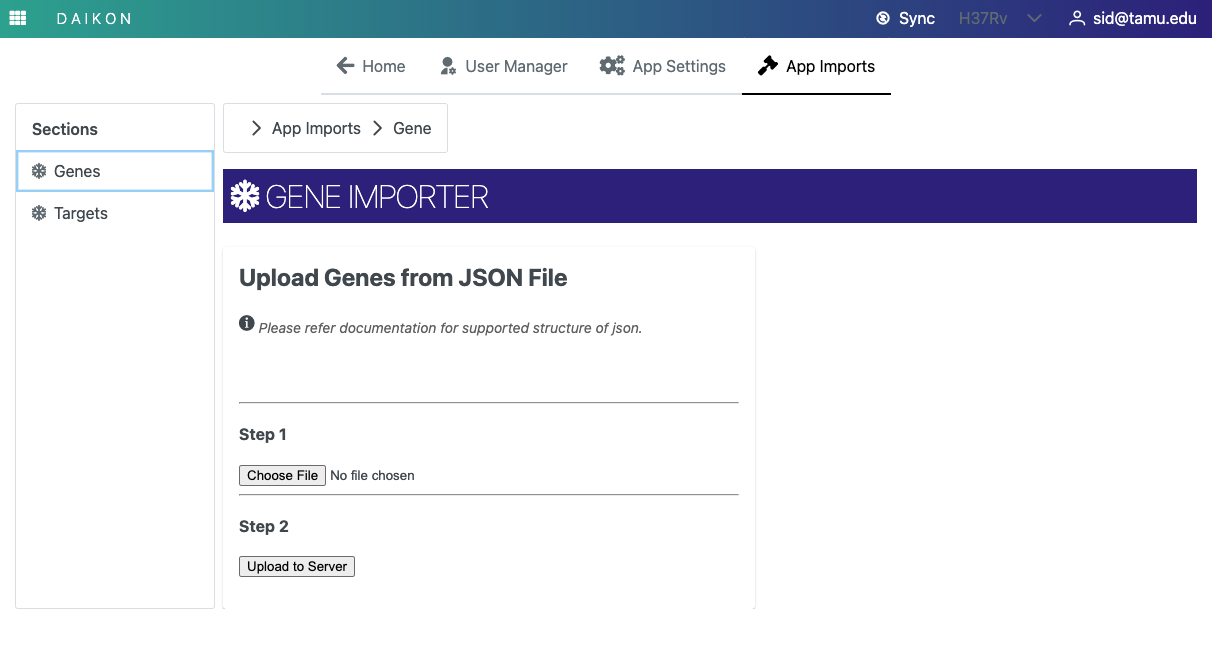 DAIKON
Sync H37Rv sid@tamu.edu
Home User Manager App Settings App Imports
Sections
Genes
Targets
App Imports Gene
GENE IMPORTER
Upload Genes from JSON File
Please refer documentation for supported structure of json.
Step 1
Choose File No file chosen
Step 2
Upload to Server